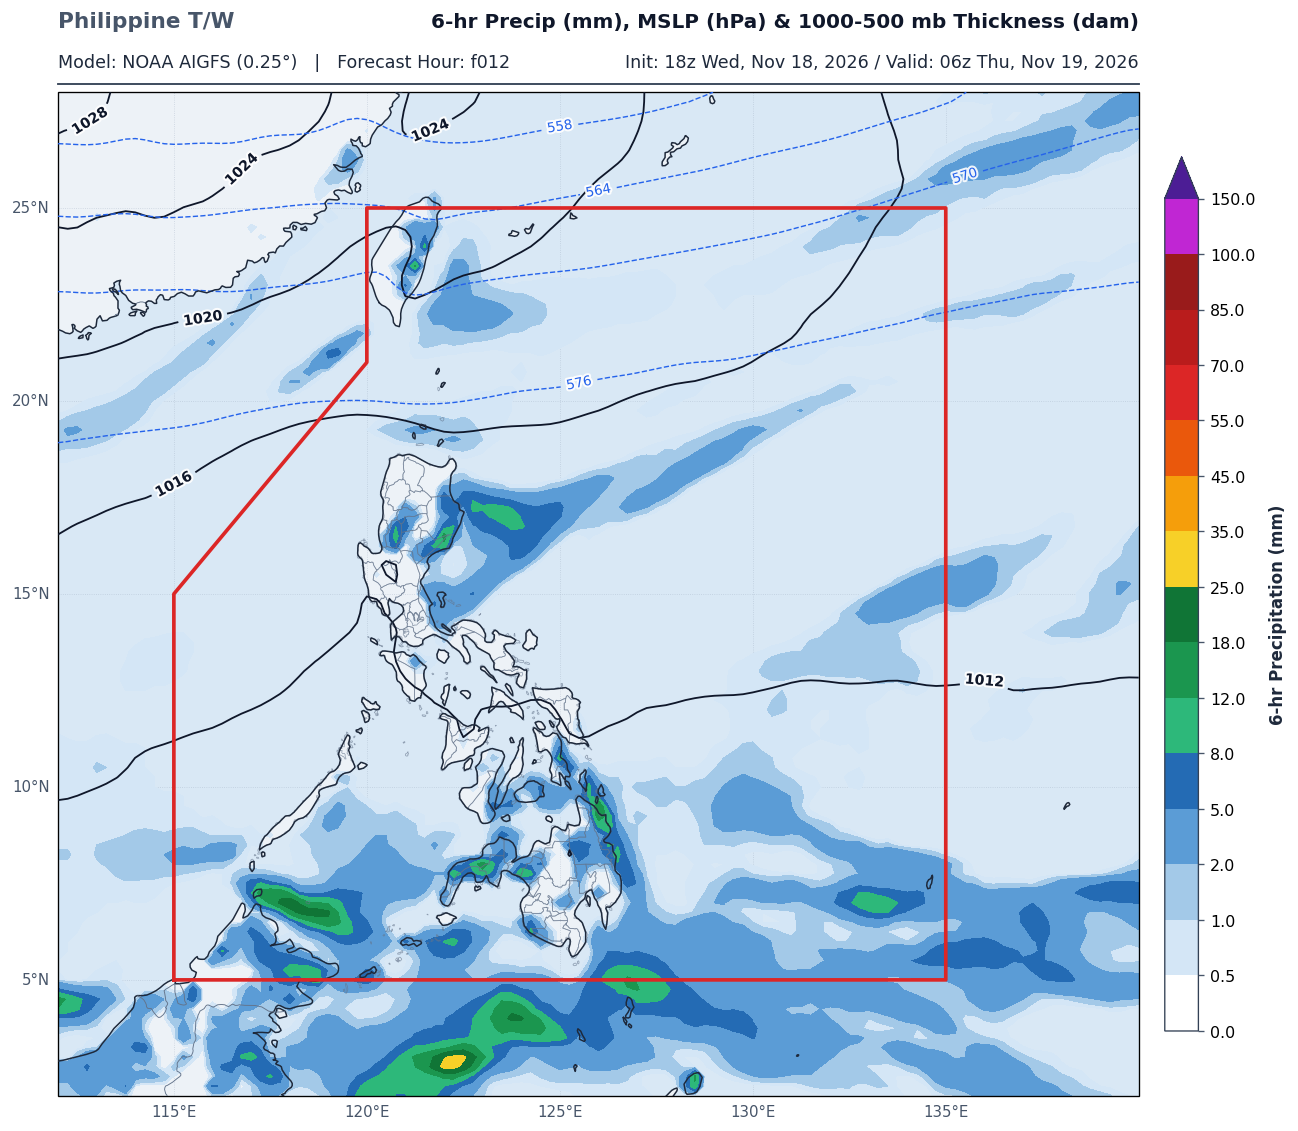 Philippine T/W
6-hr Precip (mm), MSLP (hPa) & 1000-500 mb Thickness (dam)
Model: NOAA AIGFS (0.25°) | Forecast Hour: f012
Init: 18z Wed, Nov 18, 2026 / Valid: 06z Thu, Nov 19, 2026
1028
1024
1024
558
564
570
1020
576
1016
1012
25°N
20°N
15°N
10°N
5°N
115°E
120°E
125°E
130°E
135°E
150.0
100.0
85.0
70.0
55.0
45.0
35.0
25.0
18.0
12.0
8.0
5.0
2.0
1.0
0.5
0.0
6-hr Precipitation (mm)